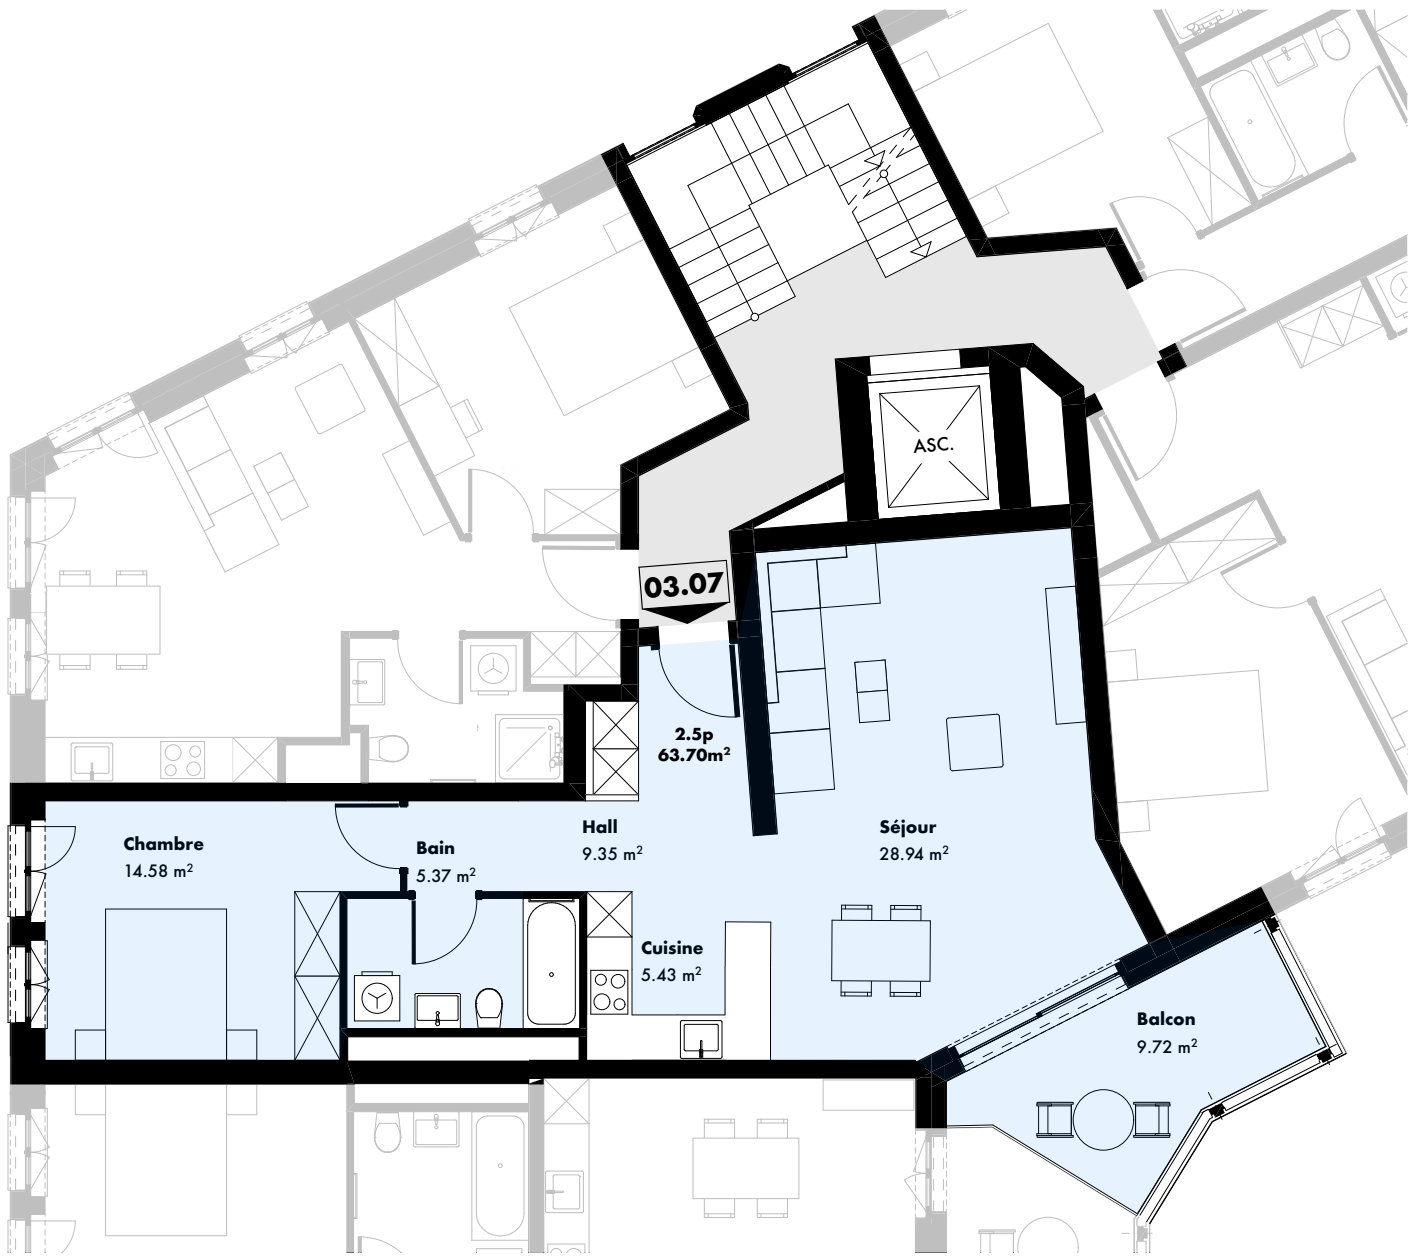 ASC.
03.07
2.5p
63.70m²
Chambre
14.58 m²
Bain
5.37 m²
Hall
9.35 m²
Séjour
28.94 m²
Cuisine
5.43 m²
Balcon
9.72 m²